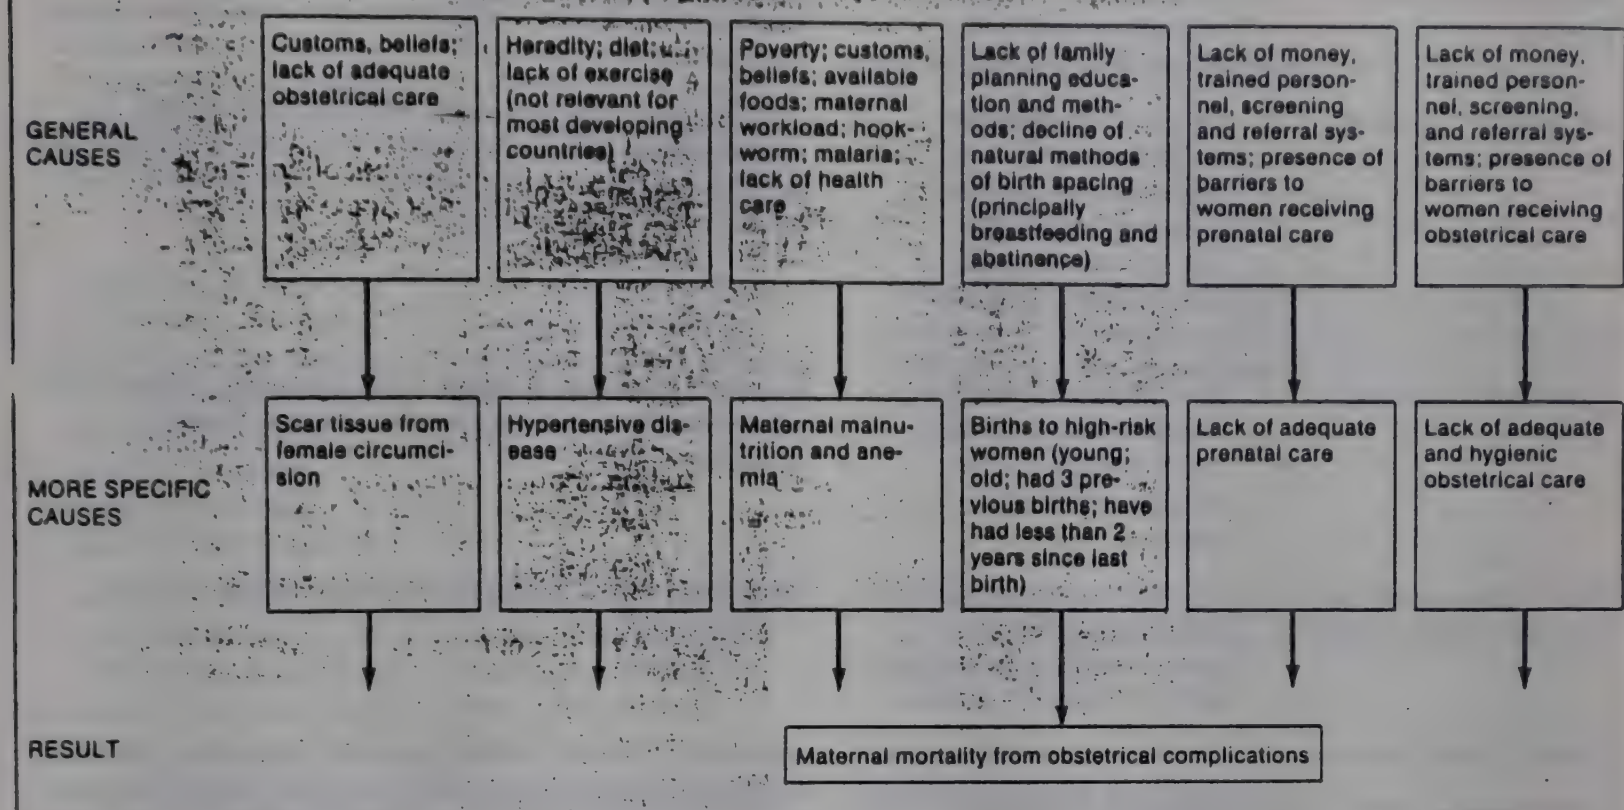 GENERAL
CAUSES
Customs, beliefs;
lack of adequate
obstetrical care
Heredity; diet;
lack of exercise
(not relevant for
most developing
countries)
Poverty; customs,
beliefs; available
foods; maternal
workload; hook-
worm; malaria;
lack of health
care
Lack of family
planning educa-
tion and meth-
ods; decline of
natural methods
of birth spacing
(principally
breastfeeding and
abstinence)
Lack of money,
trained person-
nel, screening
and referral sys-
tems; presence of
barriers to
women receiving
prenatal care
Lack of money,
trained person-
nel, screening,
and referral sys-
tems; presence of
barriers to
women receiving
obstetrical care
MORE SPECIFIC
CAUSES
Scar tissue from
female circumci-
sion
Hypertensive dis-
ease
Maternal malnu-
trition and ane-
mia
Births to high-risk
women (young;
old; had 3 pre-
vious births; have
had less than 2
years since last
birth)
Lack of adequate
prenatal care
Lack of adequate
and hygienic
obstetrical care
RESULT
Maternal mortality from obstetrical complications